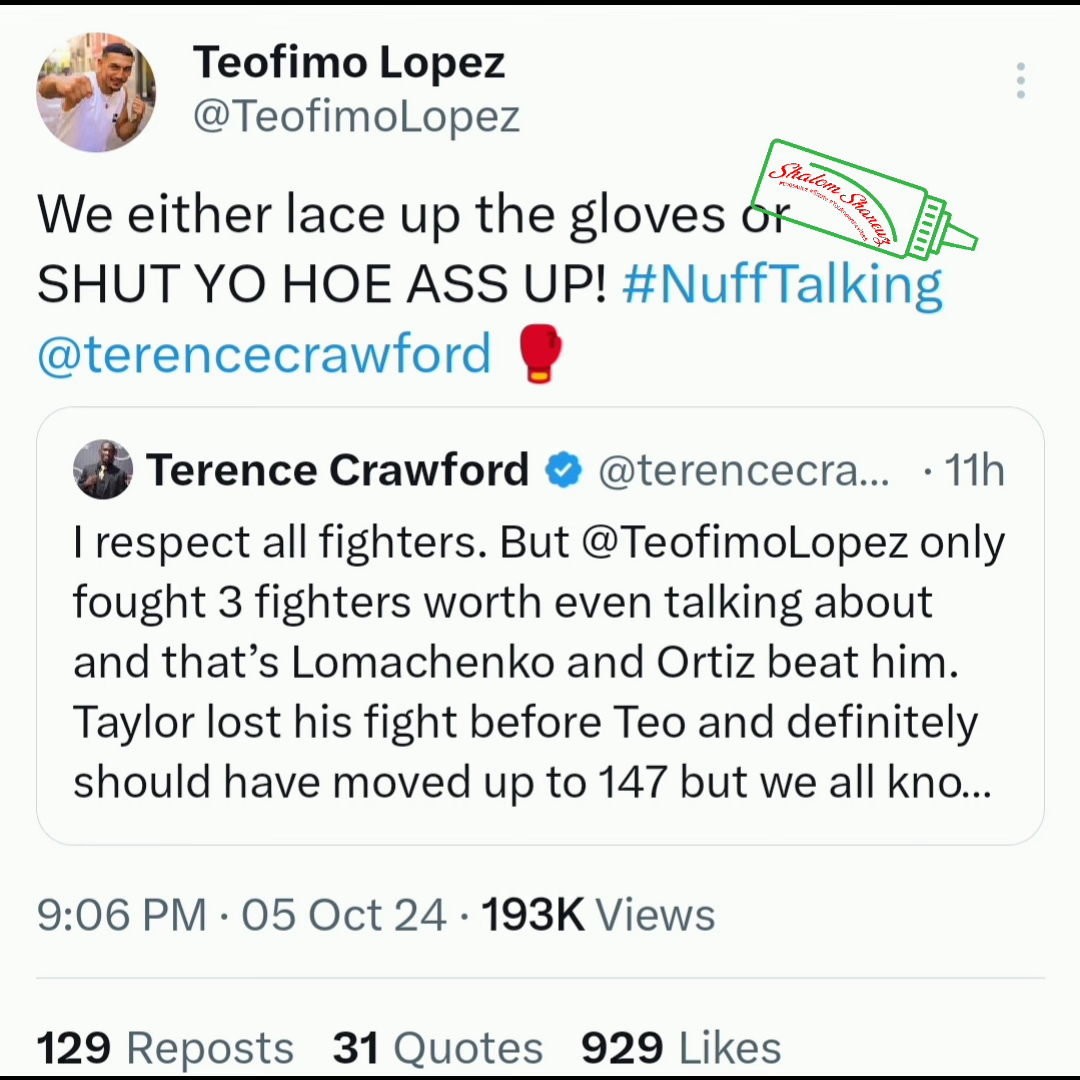 Teofimo Lopez
@TeofimoLopez
Shalom Shareuz
We either lace up the gloves or
SHUT YO HOE ASS UP! #NuffTalking
@terencecrawford 🥊
Terence Crawford @terencecra... · 11h
I respect all fighters. But @TeofimoLopez only
fought 3 fighters worth even talking about
and that’s Lomachenko and Ortiz beat him.
Taylor lost his fight before Teo and definitely
should have moved up to 147 but we all kno...
9:06 PM · 05 Oct 24 · 193K Views
129 Reposts 31 Quotes 929 Likes